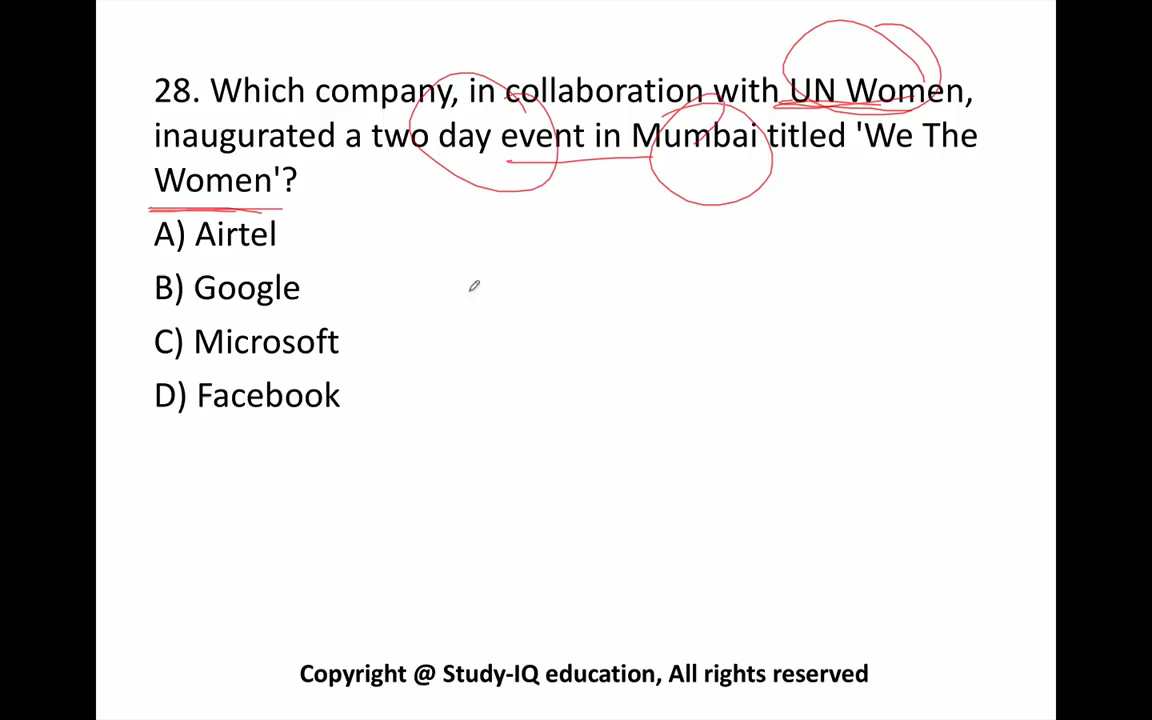 28. Which company, in collaboration with UN Women,
inaugurated a two day event in Mumbai titled 'We The
Women'?
A) Airtel
B) Google
C) Microsoft
D) Facebook
Copyright @ Study-IQ education, All rights reserved